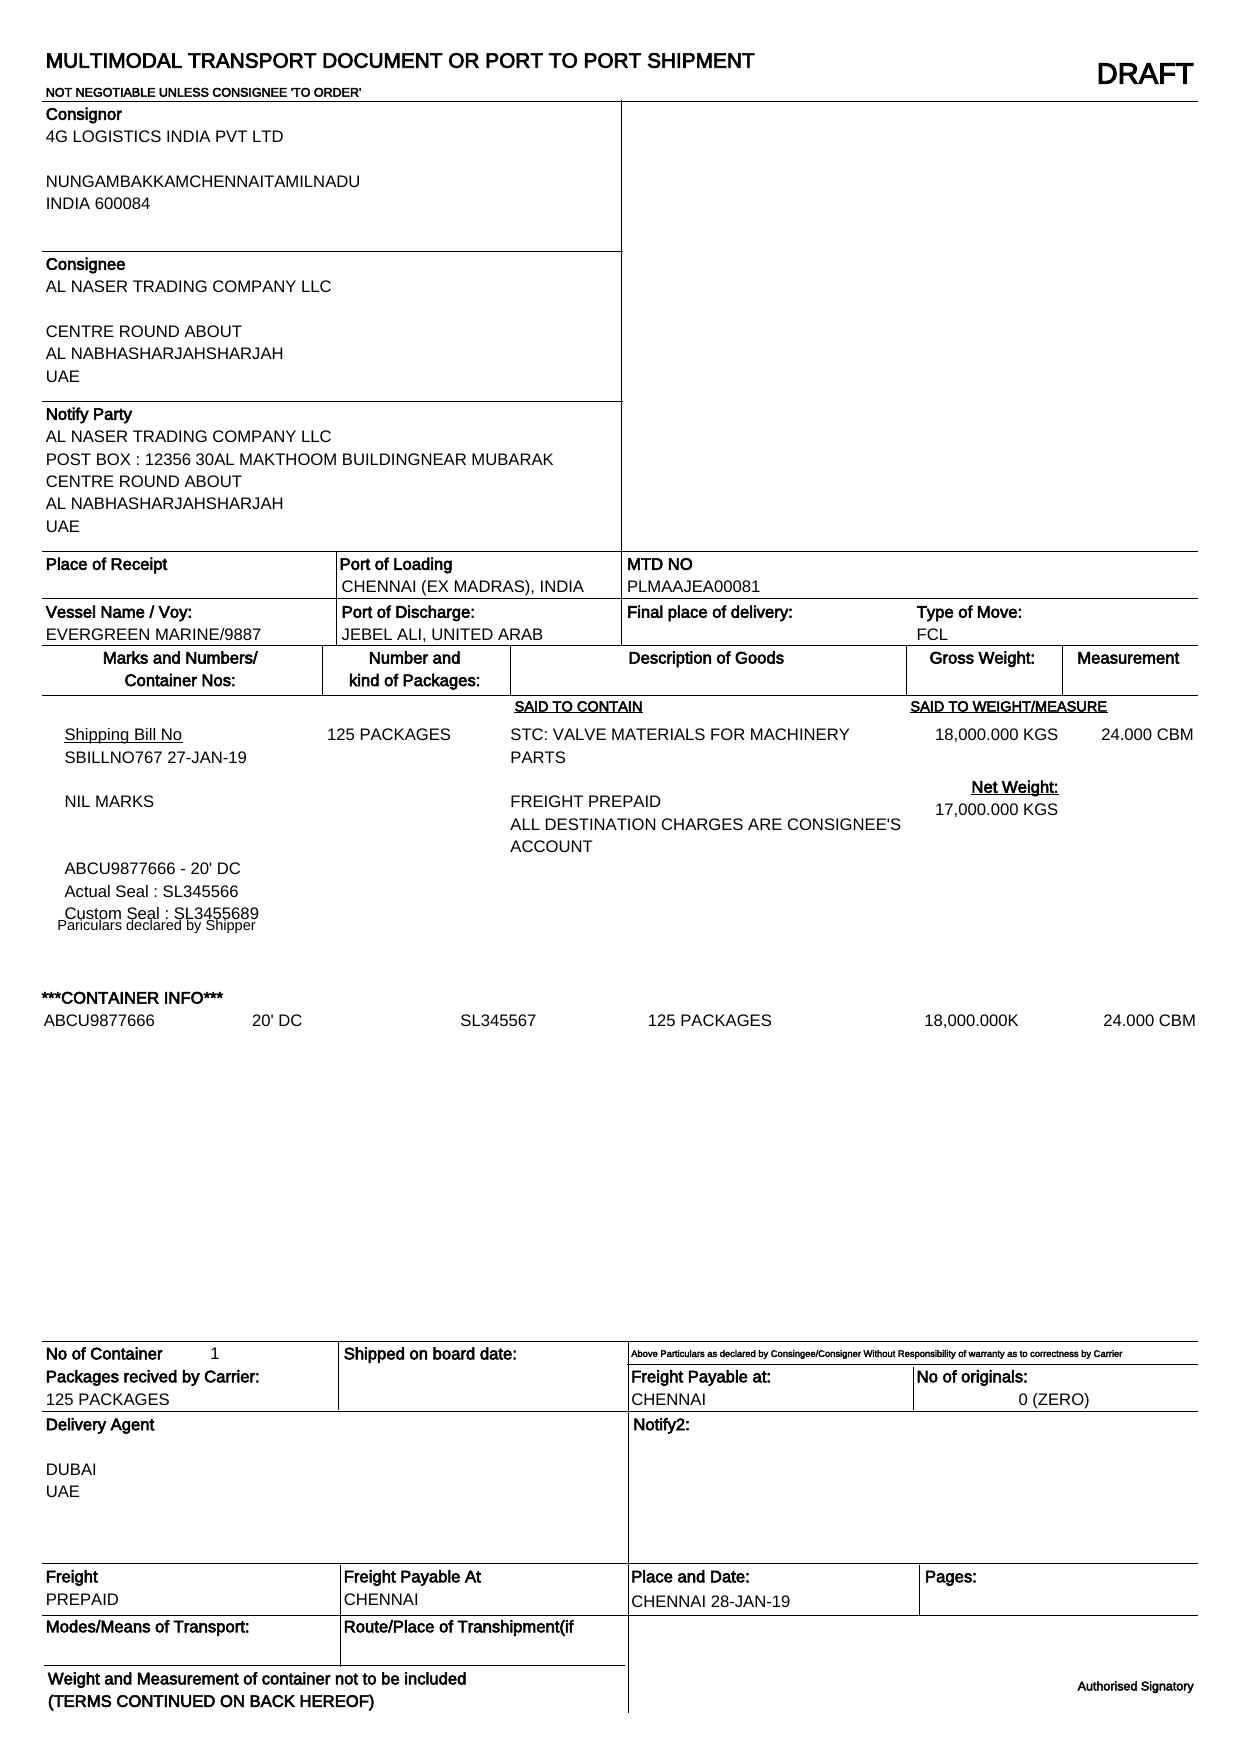 MULTIMODAL TRANSPORT DOCUMENT OR PORT TO PORT SHIPMENT
DRAFT
NOT NEGOTIABLE UNLESS CONSIGNEE 'TO ORDER'
Consignor
4G LOGISTICS INDIA PVT LTD
NUNGAMBAKKAMCHENNAITAMILNADU
INDIA 600084
Consignee
AL NASER TRADING COMPANY LLC
CENTRE ROUND ABOUT
AL NABHASHARJAHSHARJAH
UAE
Notify Party
AL NASER TRADING COMPANY LLC
POST BOX : 12356 30AL MAKTHOOM BUILDINGNEAR MUBARAK
CENTRE ROUND ABOUT
AL NABHASHARJAHSHARJAH
UAE
Place of Receipt
Port of Loading
CHENNAI (EX MADRAS), INDIA
MTD NO
PLMAAJEA00081
Vessel Name / Voy:
EVERGREEN MARINE/9887
Port of Discharge:
JEBEL ALI, UNITED ARAB
Final place of delivery:
Type of Move:
FCL
Marks and Numbers/
Container Nos:
Number and
kind of Packages:
Description of Goods
Gross Weight:
Measurement
SAID TO CONTAIN
SAID TO WEIGHT/MEASURE
Shipping Bill No
SBILLNO767 27-JAN-19
NIL MARKS
ABCU9877666 - 20' DC
Actual Seal : SL345566
Custom Seal : SL3455689
Pariculars declared by Shipper
125 PACKAGES
STC: VALVE MATERIALS FOR MACHINERY
PARTS
FREIGHT PREPAID
ALL DESTINATION CHARGES ARE CONSIGNEE'S
ACCOUNT
18,000.000 KGS
Net Weight:
17,000.000 KGS
24.000 CBM
***CONTAINER INFO***
ABCU9877666 20' DC SL345567 125 PACKAGES 18,000.000K 24.000 CBM
No of Container 1
Packages recived by Carrier:
125 PACKAGES
Shipped on board date:
Above Particulars as declared by Consingee/Consigner Without Responsibility of warranty as to correctness by Carrier
Freight Payable at:
CHENNAI
No of originals:
0 (ZERO)
Delivery Agent
DUBAI
UAE
Notify2:
Freight
PREPAID
Freight Payable At
CHENNAI
Place and Date:
CHENNAI 28-JAN-19
Pages:
Modes/Means of Transport:
Route/Place of Transhipment(if
Weight and Measurement of container not to be included
(TERMS CONTINUED ON BACK HEREOF)
Authorised Signatory